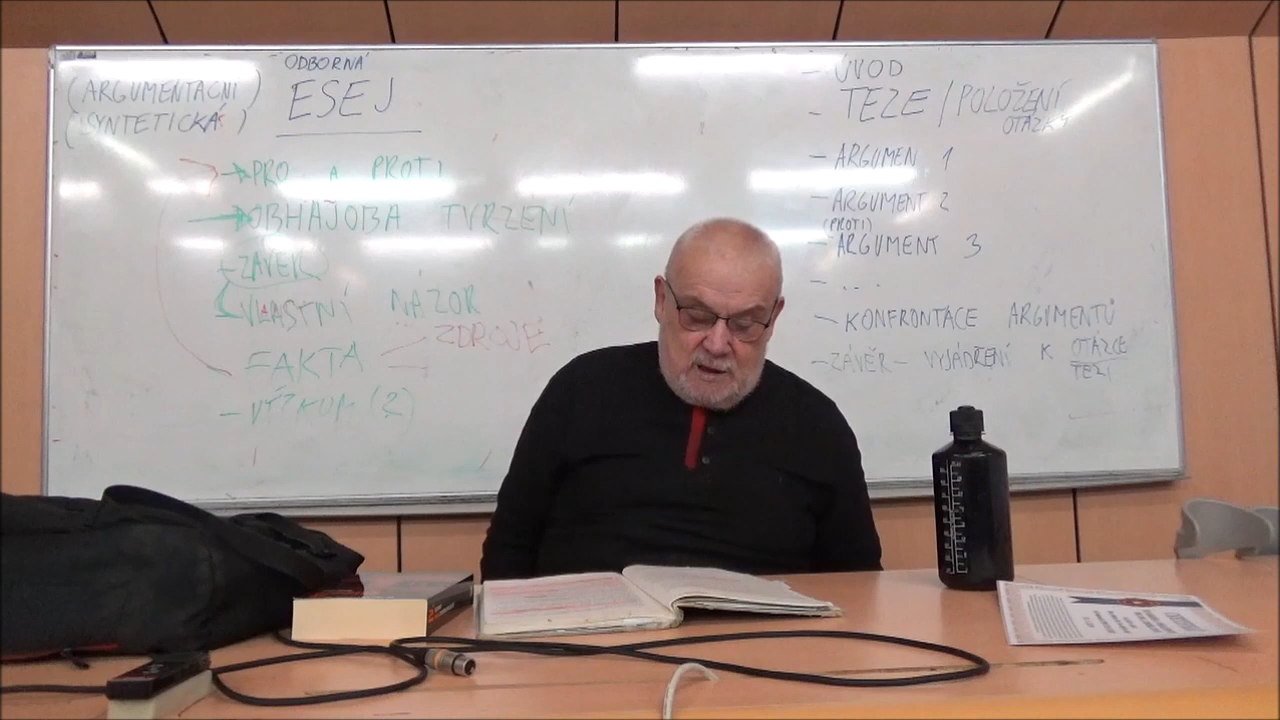 ODBORNÁ
(ARGUMENTAČNÍ) ESEJ
(SYNTETICKÁ)
PRO A PROTI
OBHAJOBA TVRZENÍ
ZÁVĚR
VLASTNÍ NÁZOR
ZDROJE
FAKTA
- VÝZKUM (?)
- ÚVOD
- TEZE / POLOŽENÍ
OTÁZKY
- ARGUMEN 1
- ARGUMENT 2
(PROTI)
- ARGUMENT 3
- ...
- KONFRONTACE ARGUMENTŮ
- ZÁVĚR - VYJÁDŘENÍ K OTÁZCE
TEZI